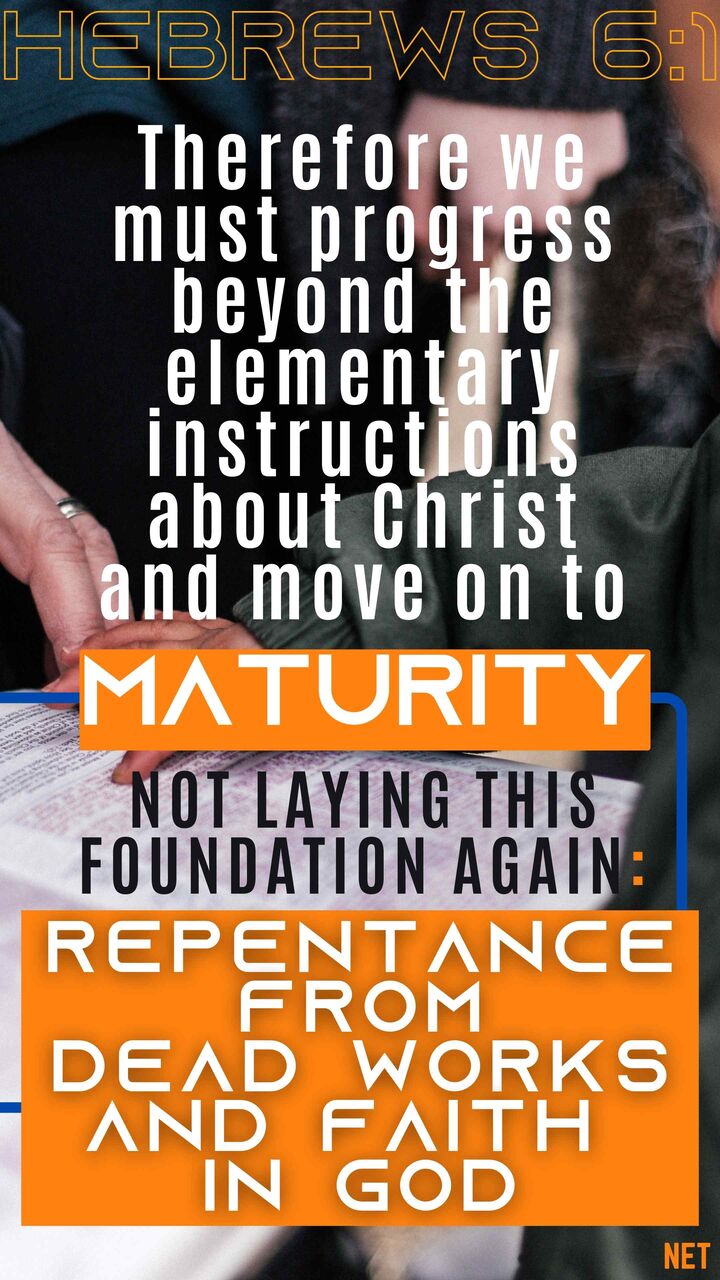 HEBREWS 6:1
Therefore we
must progress
beyond the
elementary
instructions
about Christ
and move on to
MATURITY
NOT LAYING THIS
FOUNDATION AGAIN:
REPENTANCE
FROM
DEAD WORKS
AND FAITH
IN GOD
NET